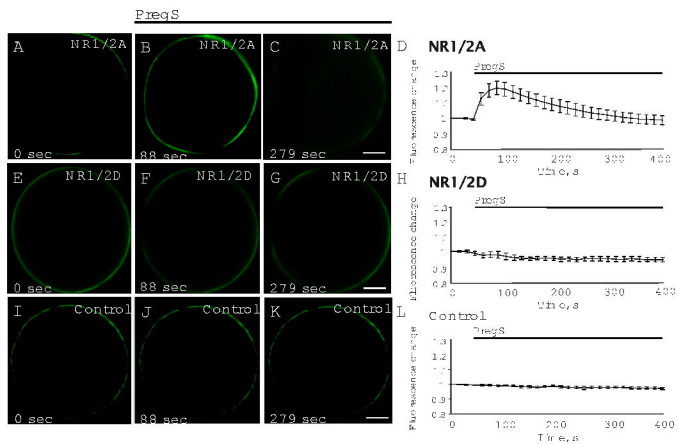 PregS
A NR1/2A
0 sec
B NR1/2A
88 sec
C NR1/2A
279 sec
D NR1/2A
PregS
Fluorescence change
1.3
1.2
1.1
1
0.9
0.8
0 100 200 300 400
Time,s
E NR1/2D
0 sec
F NR1/2D
88 sec
G NR1/2D
279 sec
H NR1/2D
PregS
Fluorescence change
1.3
1.2
1.1
1
0.9
0.8
0 100 200 300 400
Time,s
I Control
0 sec
J Control
88 sec
K Control
279 sec
L Control
PregS
Fluorescence change
1.3
1.2
1.1
1
0.9
0.8
0 100 200 300 400
Time,s